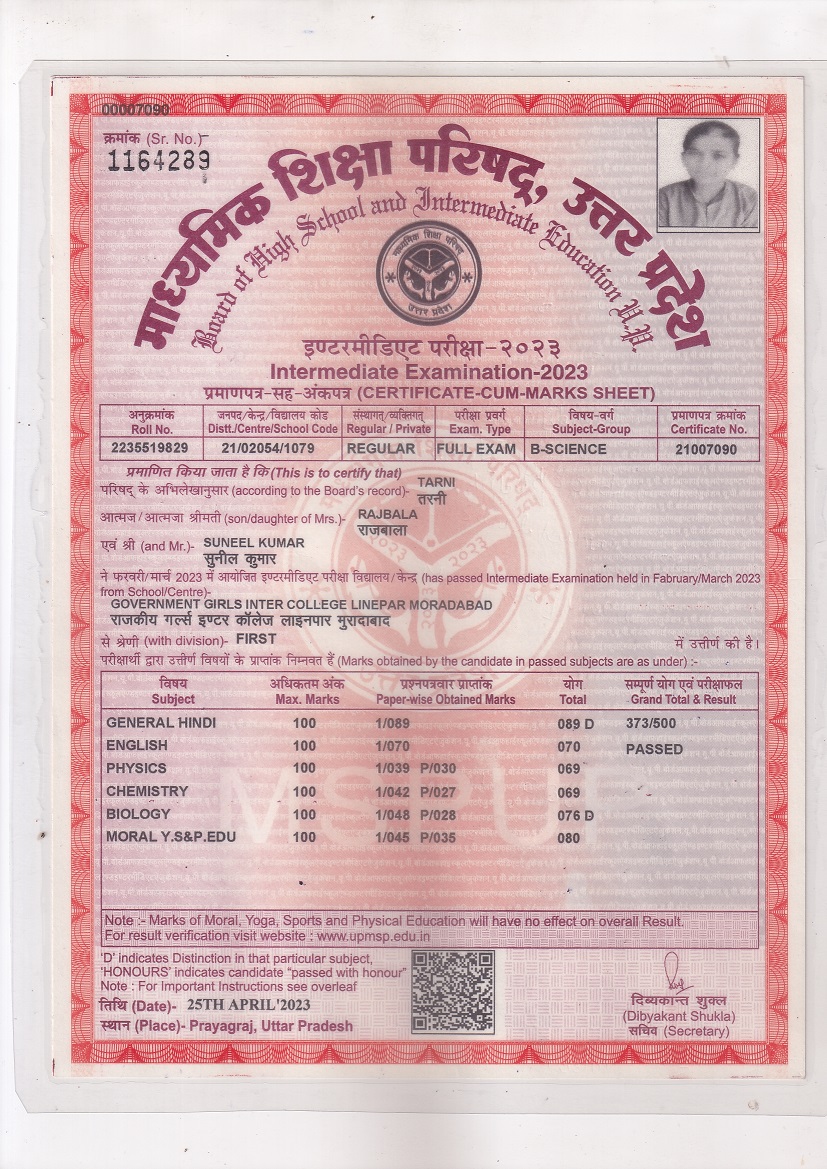 00007090
क्रमांक (Sr. No.)-
1164289
माध्यमिक शिक्षा परिषद्, उत्तर प्रदेश
Board of High School and Intermediate Education U.P.
माध्यमिक शिक्षा परिषद्
उत्तर प्रदेश
इण्टरमीडिएट परीक्षा-२०२३
Intermediate Examination-2023
प्रमाणपत्र-सह-अंकपत्र (CERTIFICATE-CUM-MARKS SHEET)
अनुक्रमांक जनपद/केन्द्र/विद्यालय कोड संस्थागत/व्यक्तिगत् परीक्षा प्रवर्ग विषय-वर्ग प्रमाणपत्र क्रमांक
Roll No. Distt./Centre/School Code Regular / Private Exam. Type Subject-Group Certificate No.
2235519829 21/02054/1079 REGULAR FULL EXAM B-SCIENCE 21007090
प्रमाणित किया जाता है कि (This is to certify that)
परिषद् के अभिलेखानुसार (according to the Board's record)- TARNI
तरनी
आत्मज/आत्मजा श्रीमती (son/daughter of Mrs.)- RAJBALA
राजबाला
एवं श्री (and Mr.)- SUNEEL KUMAR
सुनील कुमार
ने फरवरी/मार्च 2023 में आयोजित इण्टरमीडिएट परीक्षा विद्यालय/केन्द्र (has passed Intermediate Examination held in Fabruary/March 2023
from School/Centre)-
GOVERNMENT GIRLS INTER COLLEGE LINEPAR MORADABAD
राजकीय गर्ल्स इण्टर कॉलेज लाइनपार मुरादाबाद
से श्रेणी (with division)- FIRST में उत्तीर्ण की है।
परीक्षार्थी द्वारा उत्तीर्ण विषयों के प्राप्तांक निम्नवत हैं (Marks obtained by the candidate in passed subjects are as under) :-
विषय अधिकतम अंक प्रश्नपत्रवार प्राप्तांक योग सम्पूर्ण योग एवं परीक्षाफल
Subject Max. Marks Paper-wise Obtained Marks Total Grand Total & Result
GENERAL HINDI 100 1/089 089 D 373/500
ENGLISH 100 1/070 070 PASSED
PHYSICS 100 1/039 P/030 069
CHEMISTRY 100 1/042 P/027 069
BIOLOGY 100 1/048 P/028 076 D
MORAL Y.S&P.EDU 100 1/045 P/035 080
MSPUP
Note :- Marks of Moral, Yoga, Sports and Physical Education will have no effect on overall Result.
For result verification visit website : www.upmsp.edu.in
'D' indicates Distinction in that particular subject,
'HONOURS' indicates candidate "passed with honour"
Note : For Important Instructions see overleaf
तिथि (Date)- 25TH APRIL'2023
स्थान (Place)- Prayagraj, Uttar Pradesh
दिब्यकान्त शुक्ल
(Dibyakant Shukla)
सचिव (Secretary)